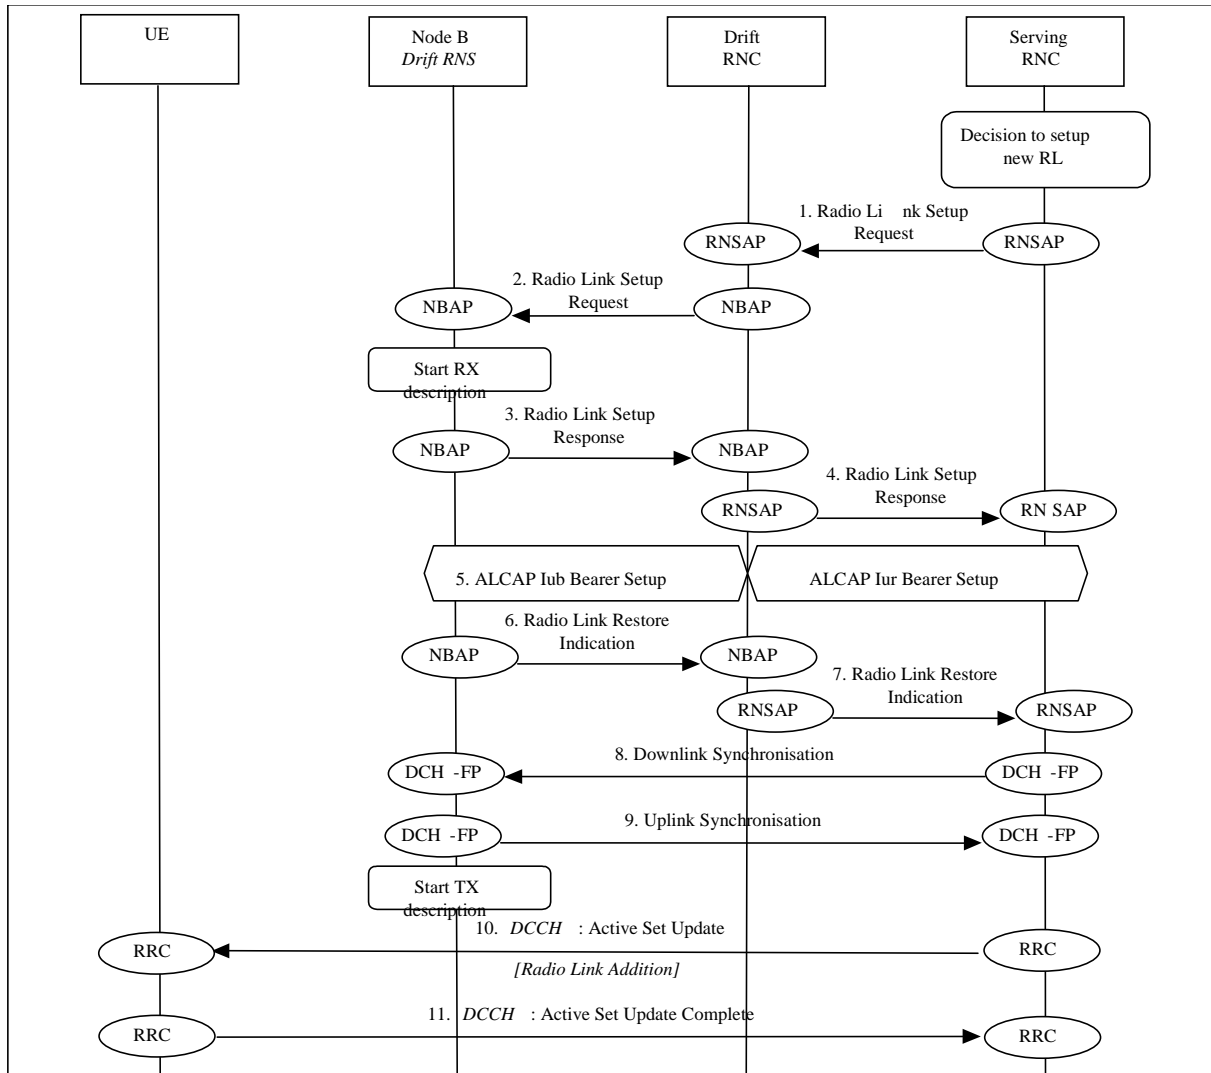 UE
Node B
Drift RNS
Drift
RNC
Serving
RNC
Decision to setup
new RL
1. Radio Li nk Setup
Request
RNSAP
RNSAP
2. Radio Link Setup
Request
NBAP
NBAP
Start RX
description
3. Radio Link Setup
Response
NBAP
NBAP
4. Radio Link Setup
Response
RNSAP
RN SAP
5. ALCAP Iub Bearer Setup
ALCAP Iur Bearer Setup
6. Radio Link Restore
Indication
NBAP
NBAP
7. Radio Link Restore
Indication
RNSAP
RNSAP
8. Downlink Synchronisation
DCH -FP
DCH -FP
9. Uplink Synchronisation
DCH -FP
DCH -FP
Start TX
description
10. DCCH : Active Set Update
RRC
RRC
[Radio Link Addition]
11. DCCH : Active Set Update Complete
RRC
RRC